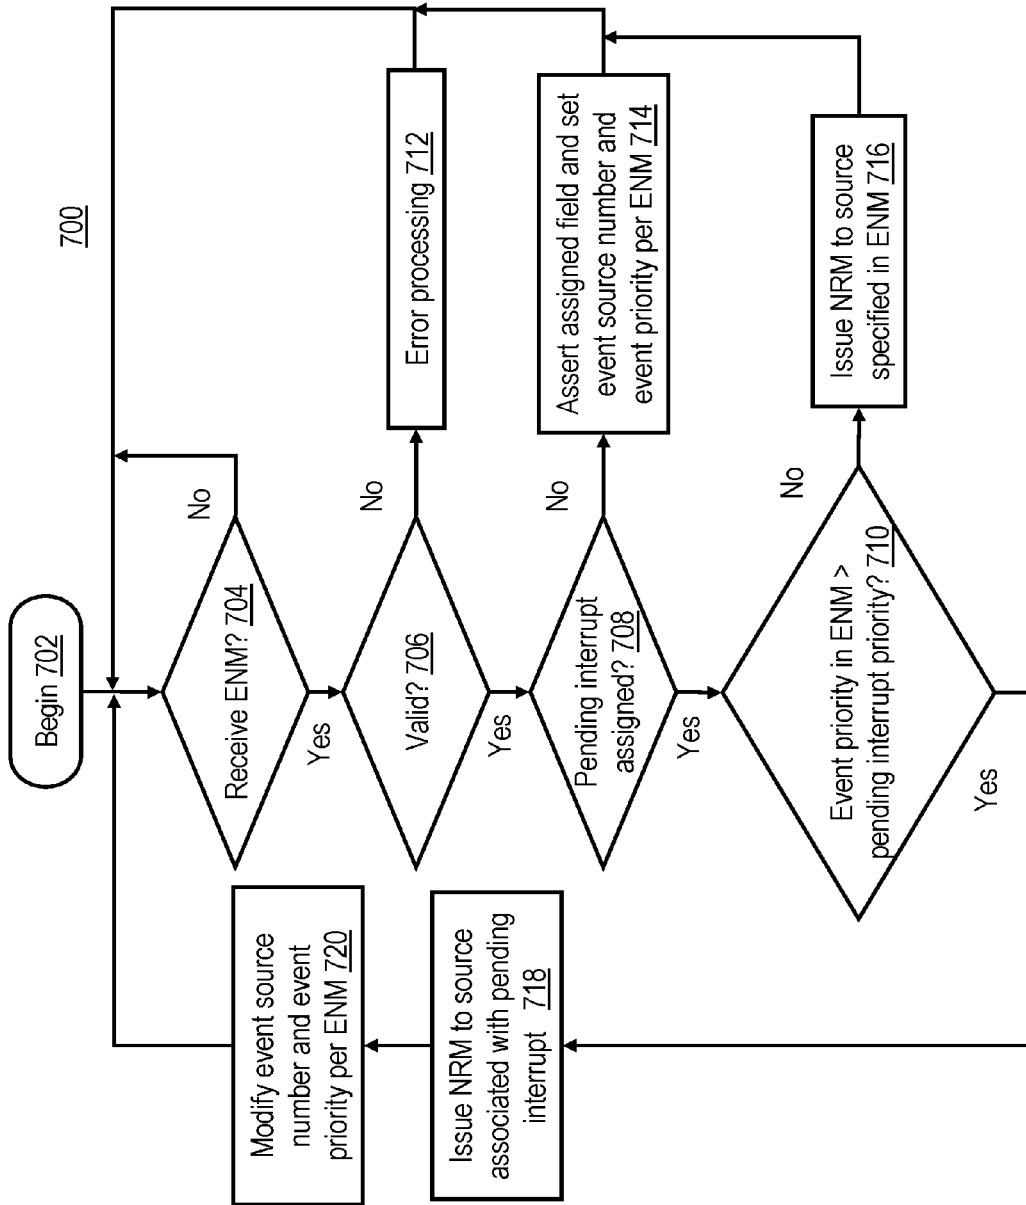 700
Begin 702
Receive ENM? 704
No
Yes
Valid? 706
No
Error processing 712
Yes
Pending interrupt
assigned? 708
No
Assert assigned field and set
event source number and
event priority per ENM 714
Yes
Event priority in ENM >
pending interrupt priority? 710
No
Issue NRM to source
specified in ENM 716
Yes
Issue NRM to source
associated with pending
interrupt 718
Modify event source
number and event
priority per ENM 720